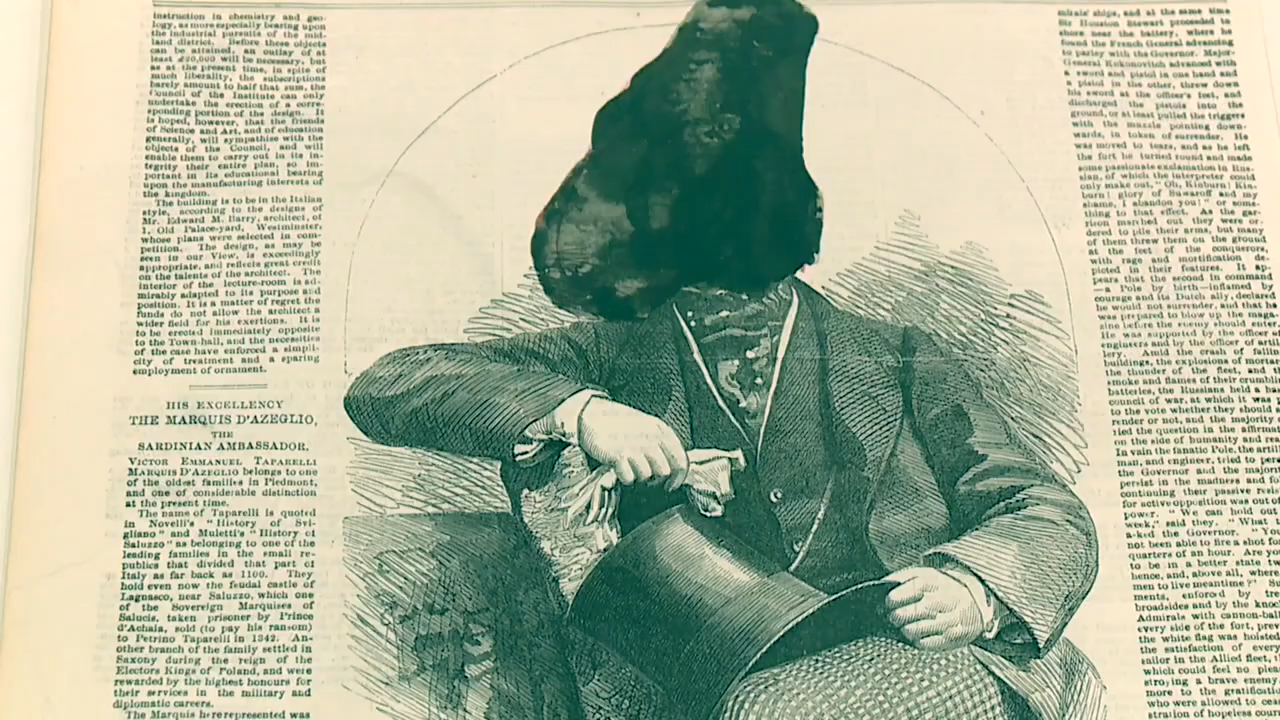 instruction in chemistry and geo-
logy, as more especially bearing upon
the industrial pursuits of the mid-
land district. Before these objects
can be attained, an outlay of at
least £20,000 will be necessary, but
as at the present time, in spite of
much liberality, the subscriptions
barely amount to half that sum, the
Council of the Institute can only
undertake the erection of a corre-
sponding portion of the design. It
is hoped, however, that the friends
of Science and Art, and of education
generally, will sympathise with the
objects of the Council, and will
enable them to carry out in its in-
tegrity their entire plan, so im-
portant in its educational bearing
upon the manufacturing interests of
the kingdom.
The building is to be in the Italian
style, according to the designs of
Mr. Edward M. Barry, architect, of
1, Old Palace-yard, Westminster,
whose plans were selected in com-
petition. The design, as may be
seen in our View, is exceedingly
appropriate, and reflects great credit
on the talents of the architect. The
interior of the lecture-room is ad-
mirably adapted to its purpose and
position. It is a matter of regret the
funds do not allow the architect a
wider field for his exertions. It is
to be erected immediately opposite
to the Town-hall, and the necessities
of the case have enforced a simpli-
city of treatment and a sparing
employment of ornament.
HIS EXCELLENCY
THE MARQUIS D'AZEGLIO,
THE
SARDINIAN AMBASSADOR.
VICTOR EMMANUEL TAPARELLI
MARQUIS D'AZEGLIO belongs to one
of the oldest families in Piedmont,
and one of considerable distinction
at the present time.
The name of Taparelli is quoted
in Novelli's "History of Svi-
gliano" and Muletti's "History of
Saluzzo" as belonging to one of the
leading families in the small re-
publics that divided that part of
Italy as far back as 1100. They
hold even now the feudal castle of
Lagnasco, near Saluzzo, which one
of the Sovereign Marquises of
Salucis, taken prisoner by Prince
d'Achaia, sold (to pay his ransom)
to Petrino Taparelli in 1342. An-
other branch of the family settled in
Saxony during the reign of the
Electors Kings of Poland, and were
rewarded by the highest honours for
their services in the military and
diplomatic careers.
The Marquis here represented was
mirals' ships, and at the same time
Sir Houston Stewart proceeded to
shore near the battery, where he
found the French General advancing
to parley with the Governor. Major-
General Kokonovitch advanced with
a sword and pistol in one hand and
a pistol in the other, threw down
his sword at the officer's feet, and
discharged the pistols into the
ground, or at least pulled the triggers
with the muzzle pointing down-
wards, in token of surrender. He
was moved to tears, and as he left
the fort he turned round and made
some passionate exclamation in Rus-
sian, of which the interpreter could
only make out, "Oh, Kinburn! Kin-
burn! glory of Suwaroff and my
shame, I abandon you!" or some-
thing to that effect. As the gar-
rison marched out they were or-
dered to pile their arms, but many
of them threw them on the ground
at the feet of the conquerors,
with rage and mortification de-
picted in their features. It ap-
pears that the second in command
—a Pole by birth—inflamed by
courage and its Dutch ally, declared
he would not surrender, and that he
was prepared to blow up the maga-
zine before the enemy should enter.
He was supported by the officer of
engineers and by the officer of artil-
lery. Amid the crash of falling
buildings, the explosions of mortar
the thunder of the fleet, and th
smoke and flames of their crumbli
batteries, the Russians held a ba
council of war, at which it was p
to the vote whether they should s
render or not, and the majority c
ried the question in the affirmat
on the side of humanity and rea
In vain the fanatic Pole, the artill
man, and engineer, tried to pers
the Governor and the majori
persist in the madness and fo
continuing their passive resis
for active opposition was out of
power. "We can hold out
week," said they. "What t
asked the Governor. "You
not been able to fire a shot for
quarters of an hour. Are yo
to be in a better state tw
hence, and, above all, where
men to live meantime?" Su
ments, enforced by tre
broadsides and by the knoc
Admirals with cannon-ball
every side of the fort, prev
the white flag was hoisted
the satisfaction of every
sailor in the Allied fleet, t
which could feel no pleas
stroying a brave enemy,
more to the gratificatio
who were allowed to ceas
stration of hopeless cour